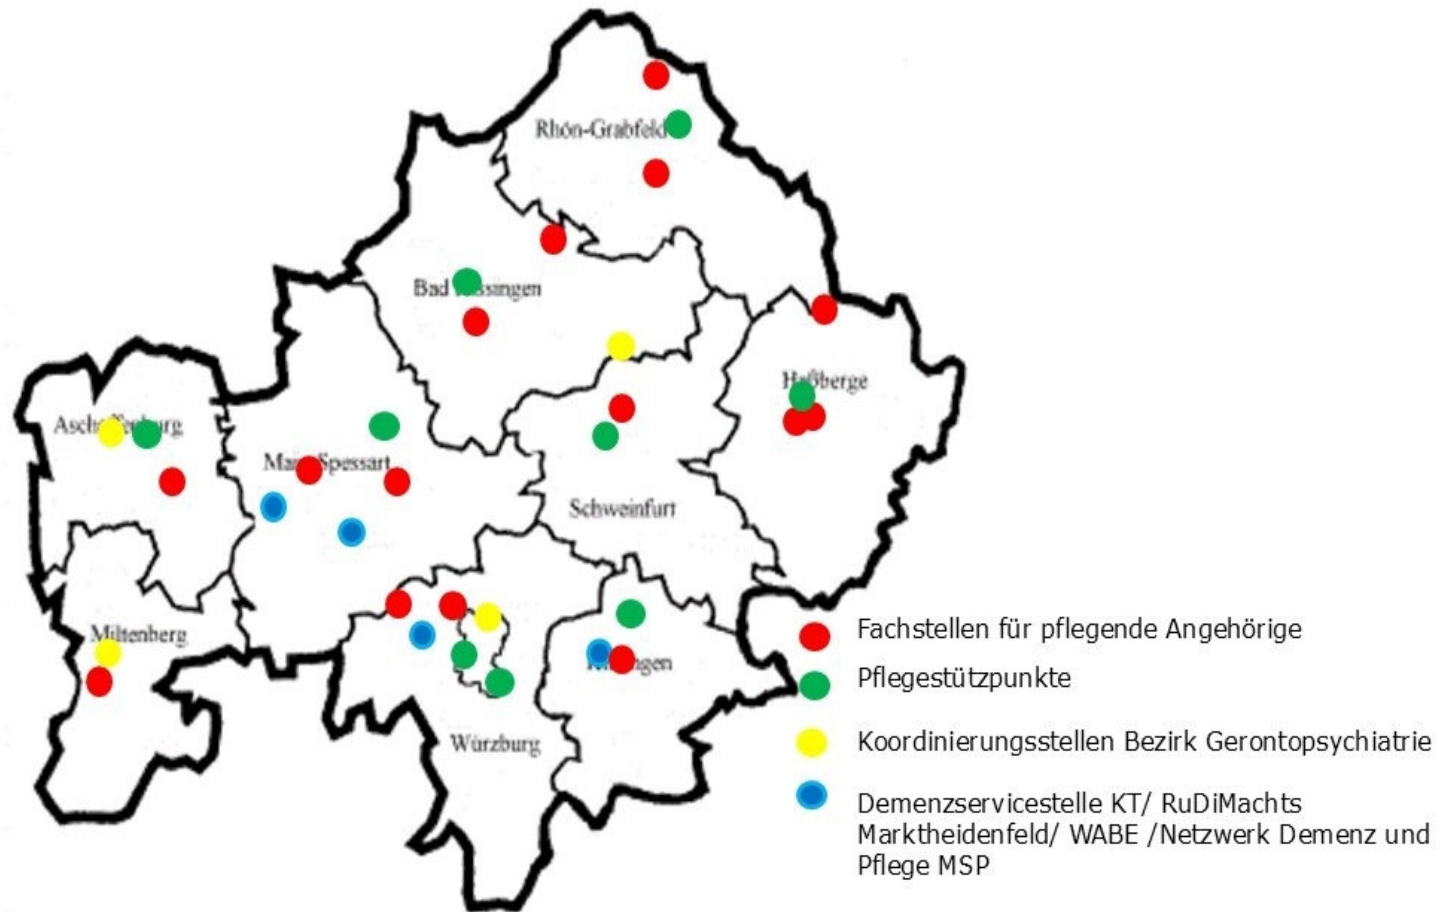 Rhön-Grabfeld
Bad
Haßberge
Main-Spessart
Schweinfurt
Miltenberg
Würzburg
Fachstellen für pflegende Angehörige
Pflegestützpunkte
Koordinierungsstellen Bezirk Gerontopsychiatrie
Demenzservicestelle KT/ RuDiMachts
Marktheidenfeld/ WABE /Netzwerk Demenz und
Pflege MSP